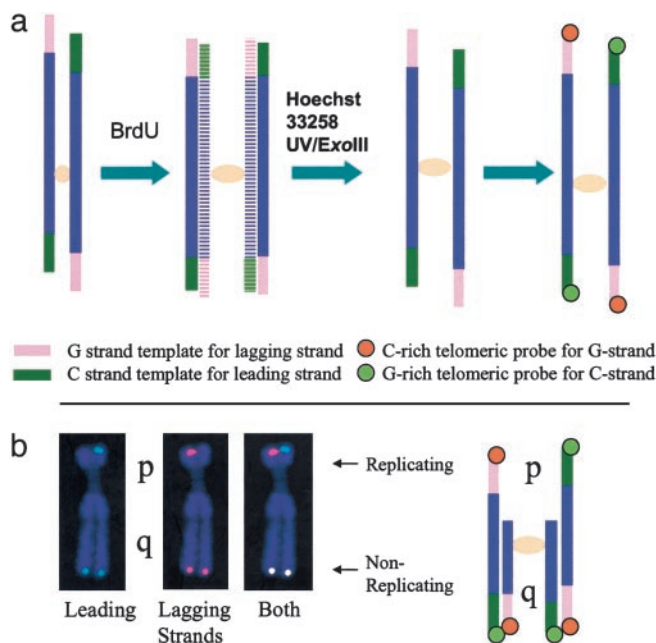 a
BrdU
Hoechst
33258
UV/ExoIII
G strand template for lagging strand
C-rich telomeric probe for G-strand
C strand template for leading strand
G-rich telomeric probe for C-strand
b
p
q
Leading
Lagging
Strands
Both
Replicating
Non-
Replicating
p
q